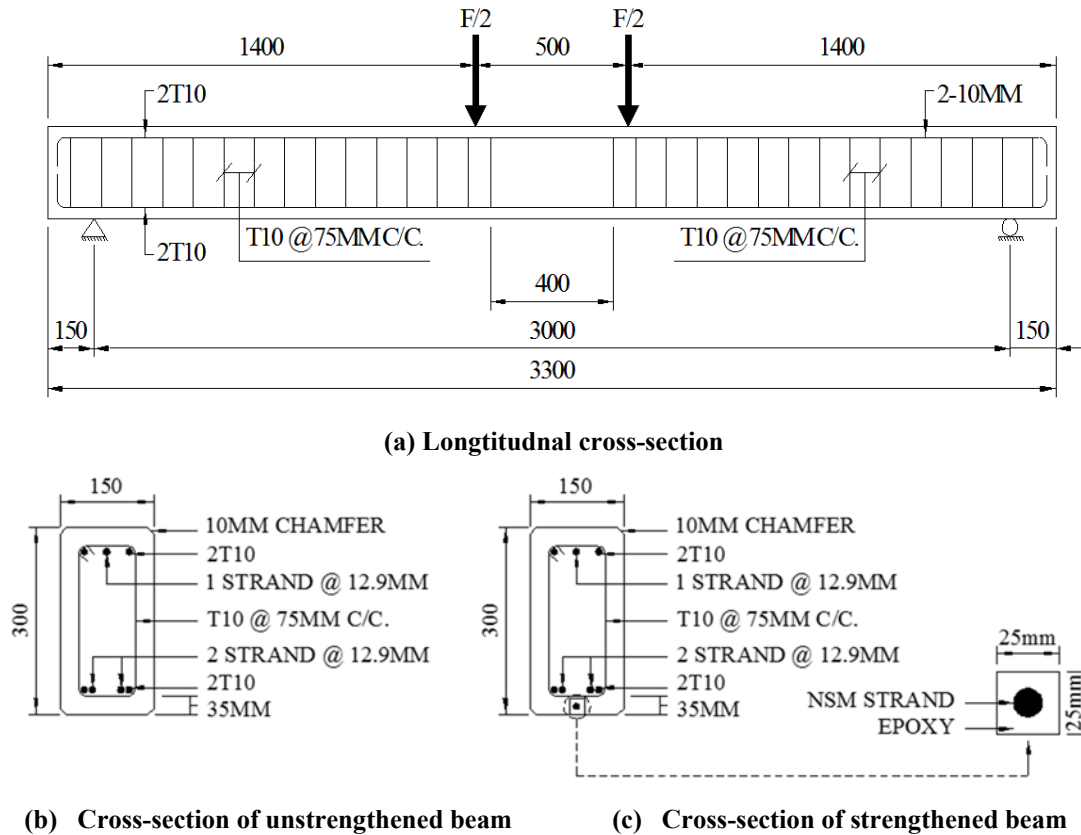 F/2 F/2
1400 500 1400
2T10 2-10MM
T10 @ 75MM C/C. T10 @ 75MM C/C.
2T10
400
150 3000 150
3300
(a) Longtitudnal cross-section
150 150
10MM CHAMFER 10MM CHAMFER
2T10 2T10
1 STRAND @ 12.9MM 1 STRAND @ 12.9MM
300 T10 @ 75MM C/C. 300 T10 @ 75MM C/C.
2 STRAND @ 12.9MM 2 STRAND @ 12.9MM 25mm
2T10 2T10
35MM 35MM NSM STRAND 25mm
EPOXY
(b) Cross-section of unstrengthened beam (c) Cross-section of strengthened beam